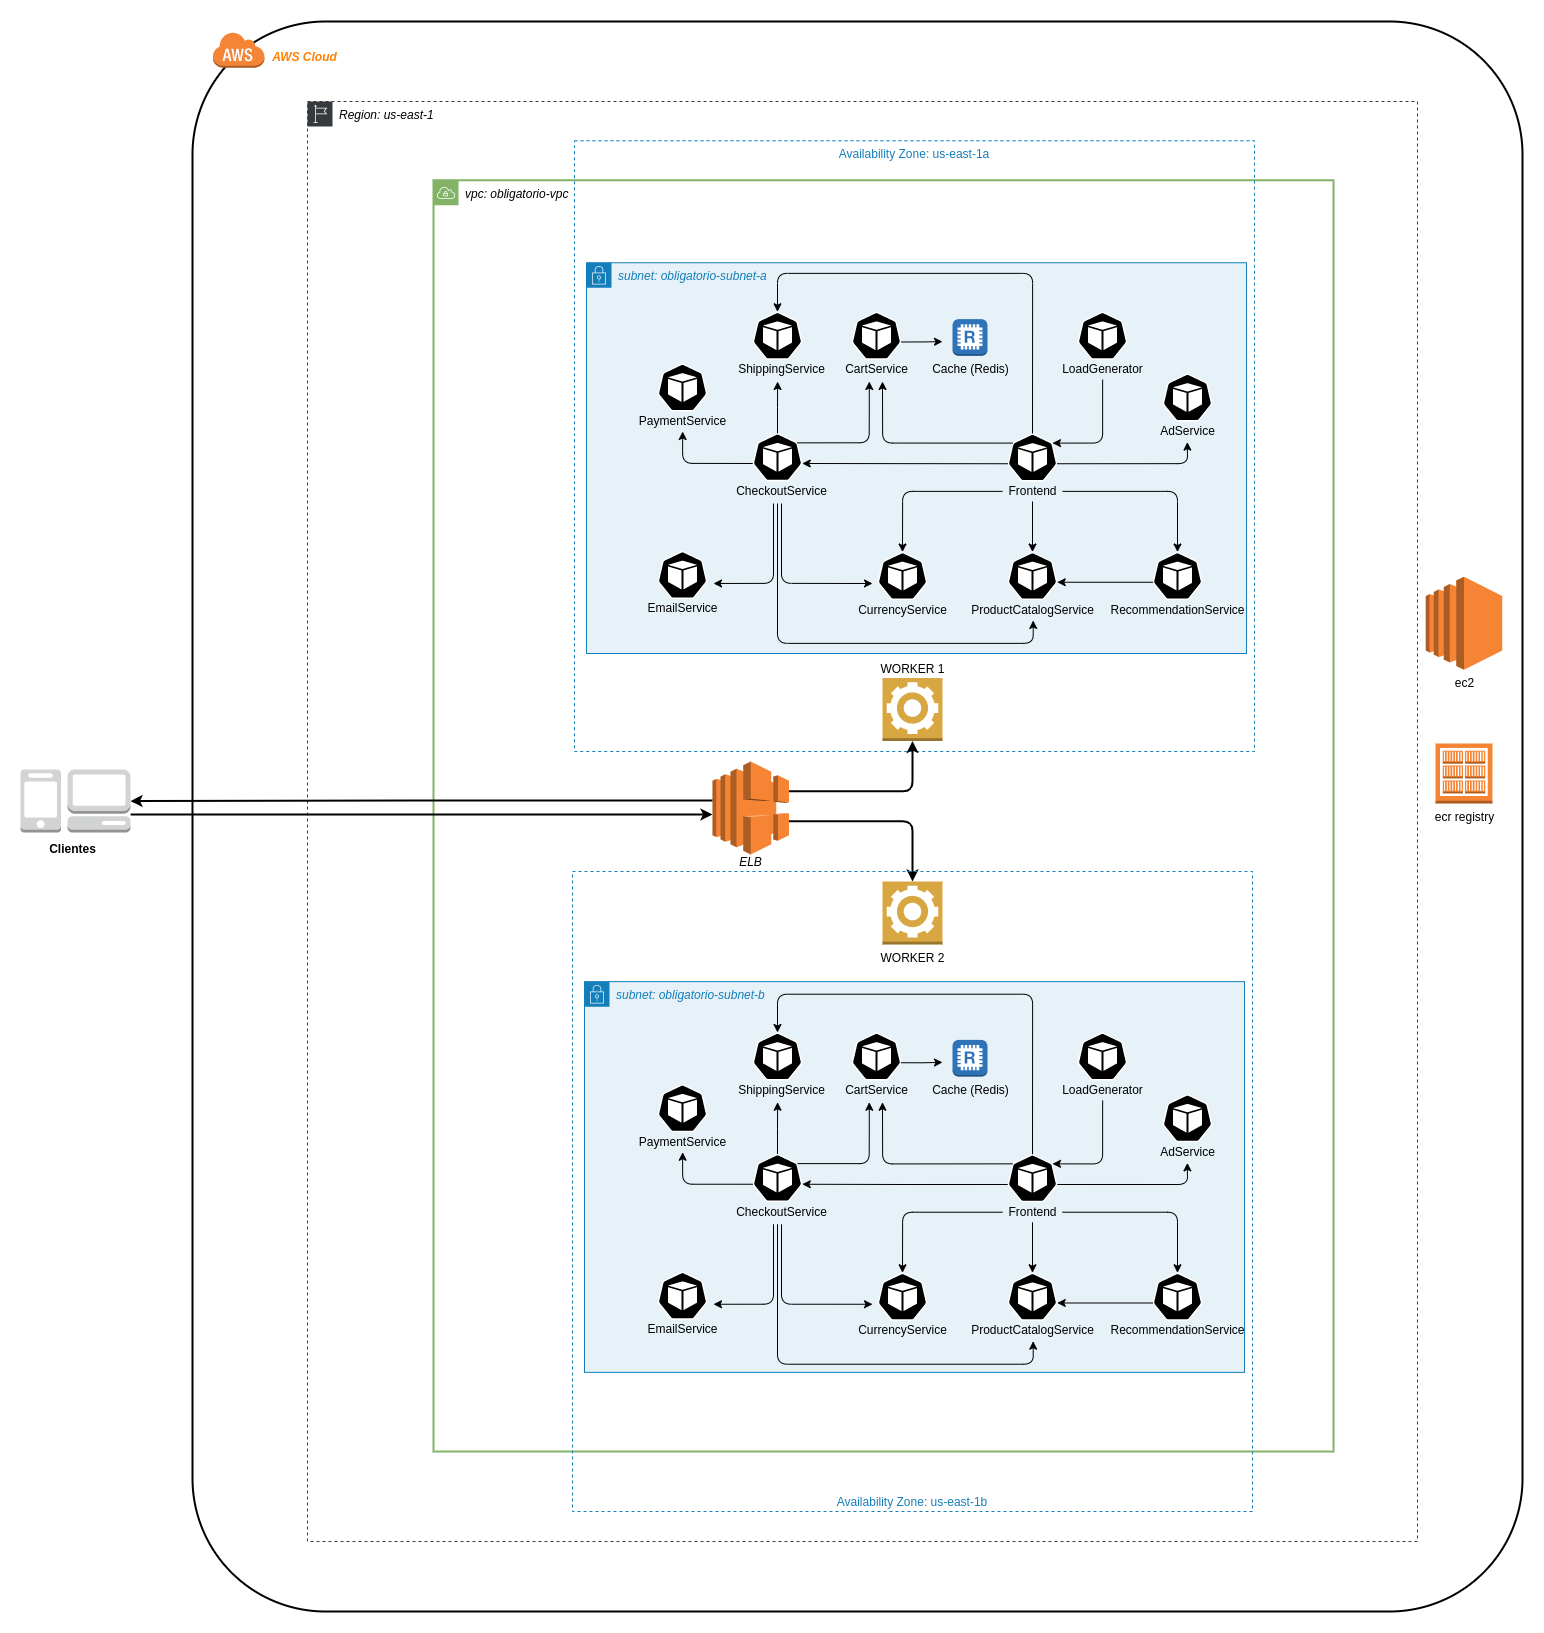 AWS
AWS Cloud
Region: us-east-1
Availability Zone: us-east-1a
vpc: obligatorio-vpc
subnet: obligatorio-subnet-a
R
ShippingService
CartService
Cache (Redis)
LoadGenerator
PaymentService
AdService
CheckoutService
Frontend
EmailService
CurrencyService
ProductCatalogService
RecommendationService
WORKER 1
ec2
ecr registry
Clientes
ELB
WORKER 2
subnet: obligatorio-subnet-b
R
ShippingService
CartService
Cache (Redis)
LoadGenerator
PaymentService
AdService
CheckoutService
Frontend
EmailService
CurrencyService
ProductCatalogService
RecommendationService
Availability Zone: us-east-1b